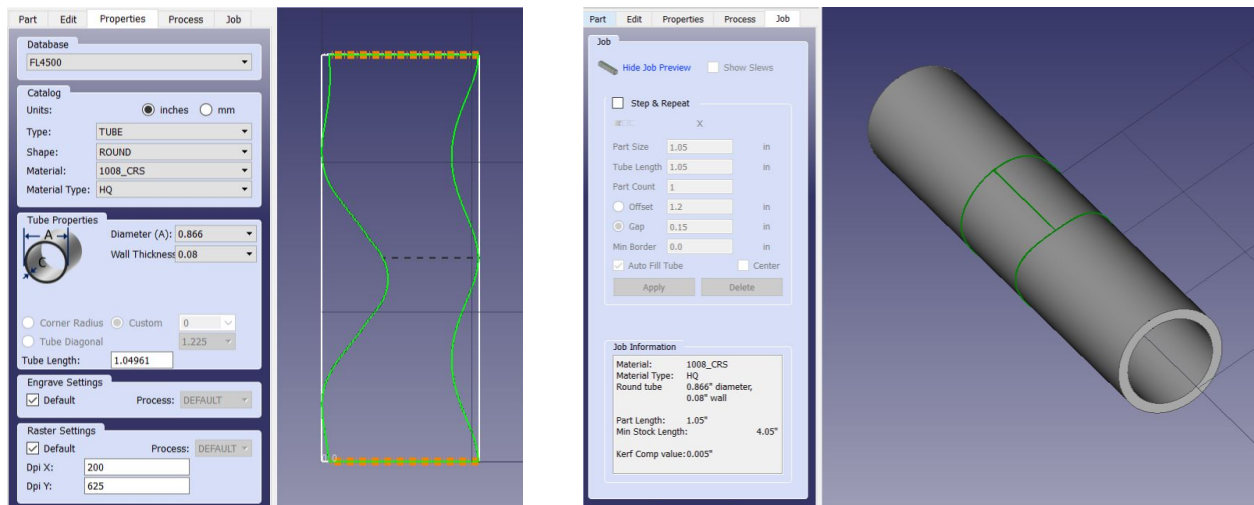 Part Edit Properties Process Job
Database
FL4500
Catalog
Units: inches mm
Type: TUBE
Shape: ROUND
Material: 1008_CRS
Material Type: HQ
Tube Properties
A
C
Diameter (A): 0.866
Wall Thickness 0.08
Corner Radius Custom 0
Tube Diagonal 1.225
Tube Length: 1.04961
Engrave Settings
Default Process: DEFAULT
Raster Settings
Default Process: DEFAULT
Dpi X: 200
Dpi Y: 625
Part Edit Properties Process Job
Job
Hide Job Preview Show Slews
Step & Repeat
X
Part Size 1.05 in
Tube Length 1.05 in
Part Count 1
Offset 1.2 in
Gap 0.15 in
Min Border 0.0 in
Auto Fill Tube Center
Apply Delete
Job Information
Material: 1008_CRS
Material Type: HQ
Round tube 0.866" diameter,
0.08" wall
Part Length: 1.05"
Min Stock Length: 4.05"
Kerf Comp value: 0.005"